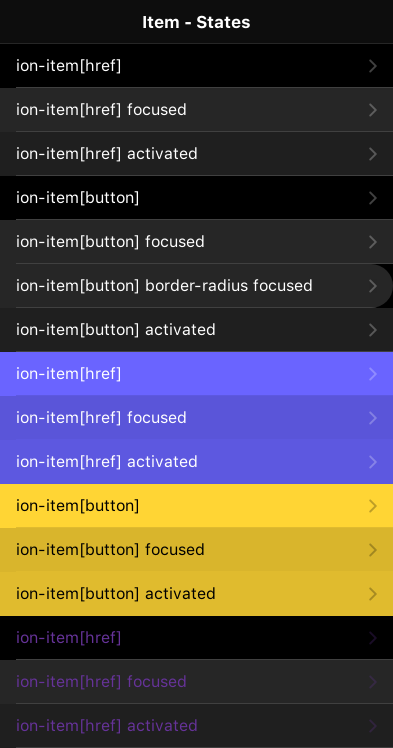 Item - States
ion-item[href]
ion-item[href] focused
ion-item[href] activated
ion-item[button]
ion-item[button] focused
ion-item[button] border-radius focused
ion-item[button] activated
ion-item[href]
ion-item[href] focused
ion-item[href] activated
ion-item[button]
ion-item[button] focused
ion-item[button] activated
ion-item[href]
ion-item[href] focused
ion-item[href] activated